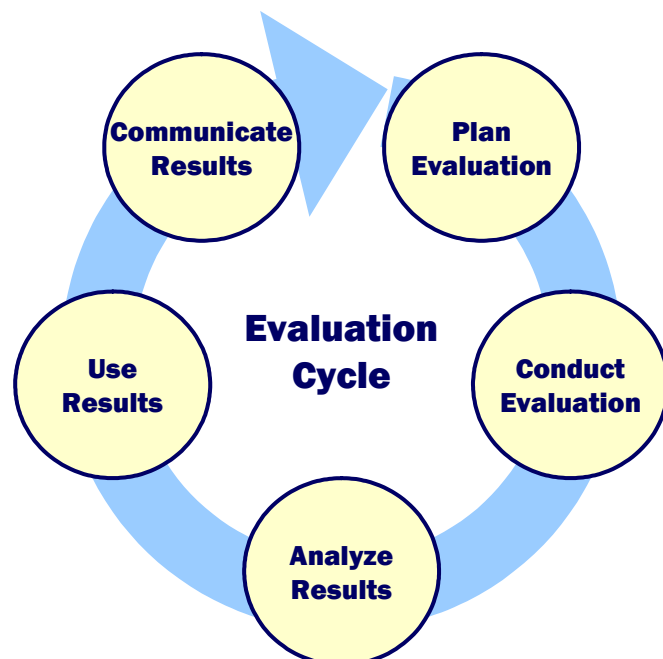 Communicate
Results
Plan
Evaluation
Evaluation
Cycle
Use
Results
Conduct
Evaluation
Analyze
Results